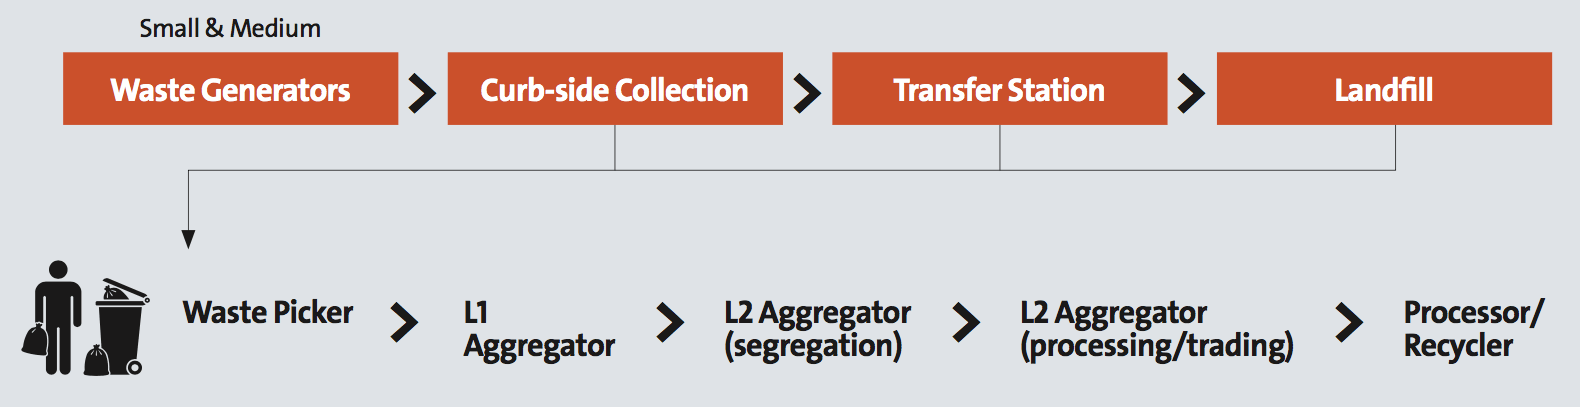 Small & Medium
Waste Generators
Curb-side Collection
Transfer Station
Landfill
Waste Picker
L1
Aggregator
L2 Aggregator
(segregation)
L2 Aggregator
(processing/trading)
Processor/
Recycler